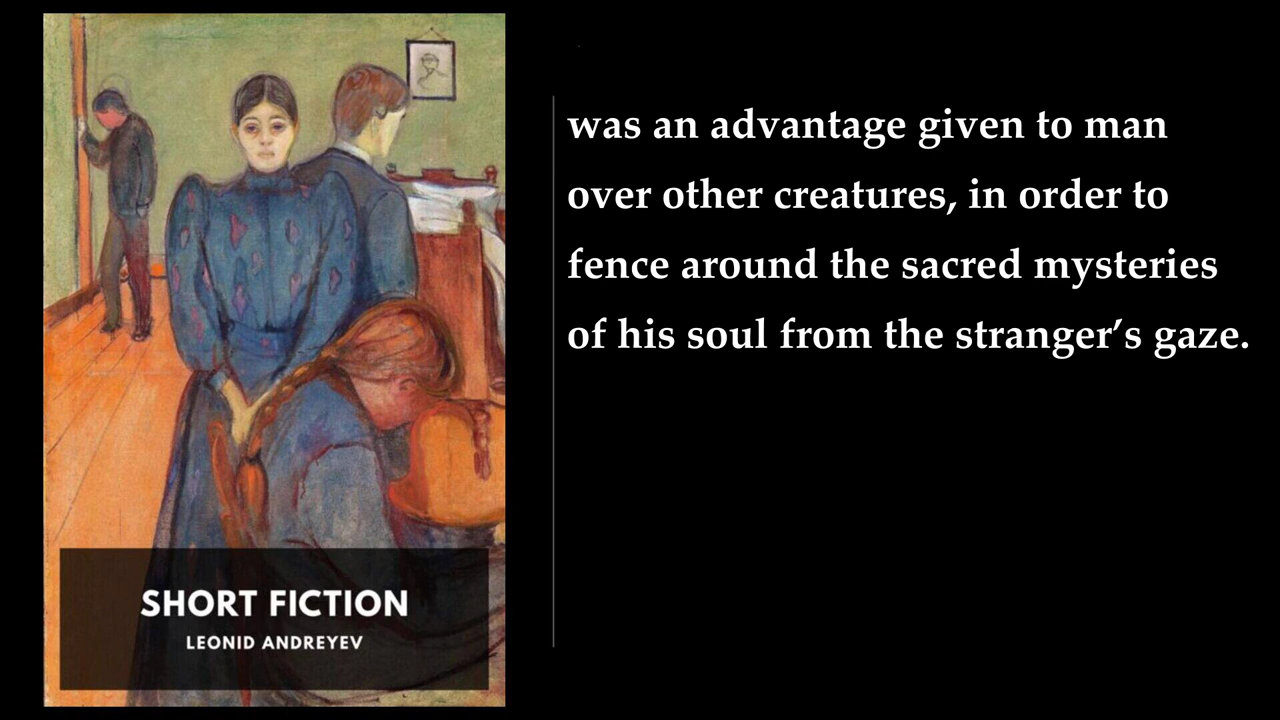 SHORT FICTION
LEONID ANDREYEV
was an advantage given to man
over other creatures, in order to
fence around the sacred mysteries
of his soul from the stranger’s gaze.